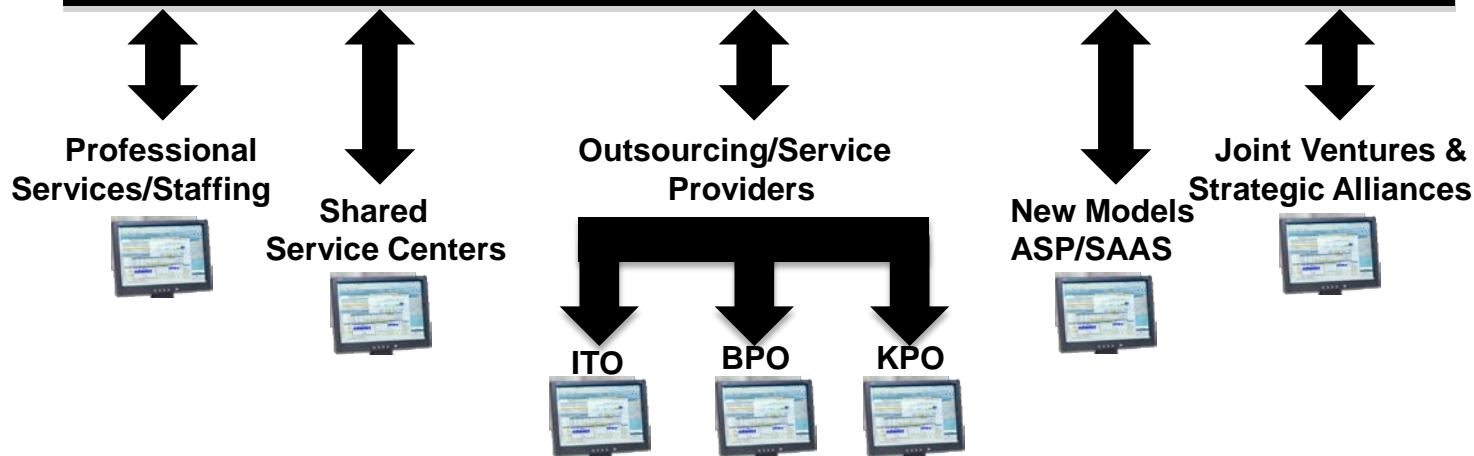 Professional
Services/Staffing
Shared
Service Centers
Outsourcing/Service
Providers
ITO
BPO
KPO
New Models
ASP/SAAS
Joint Ventures &
Strategic Alliances